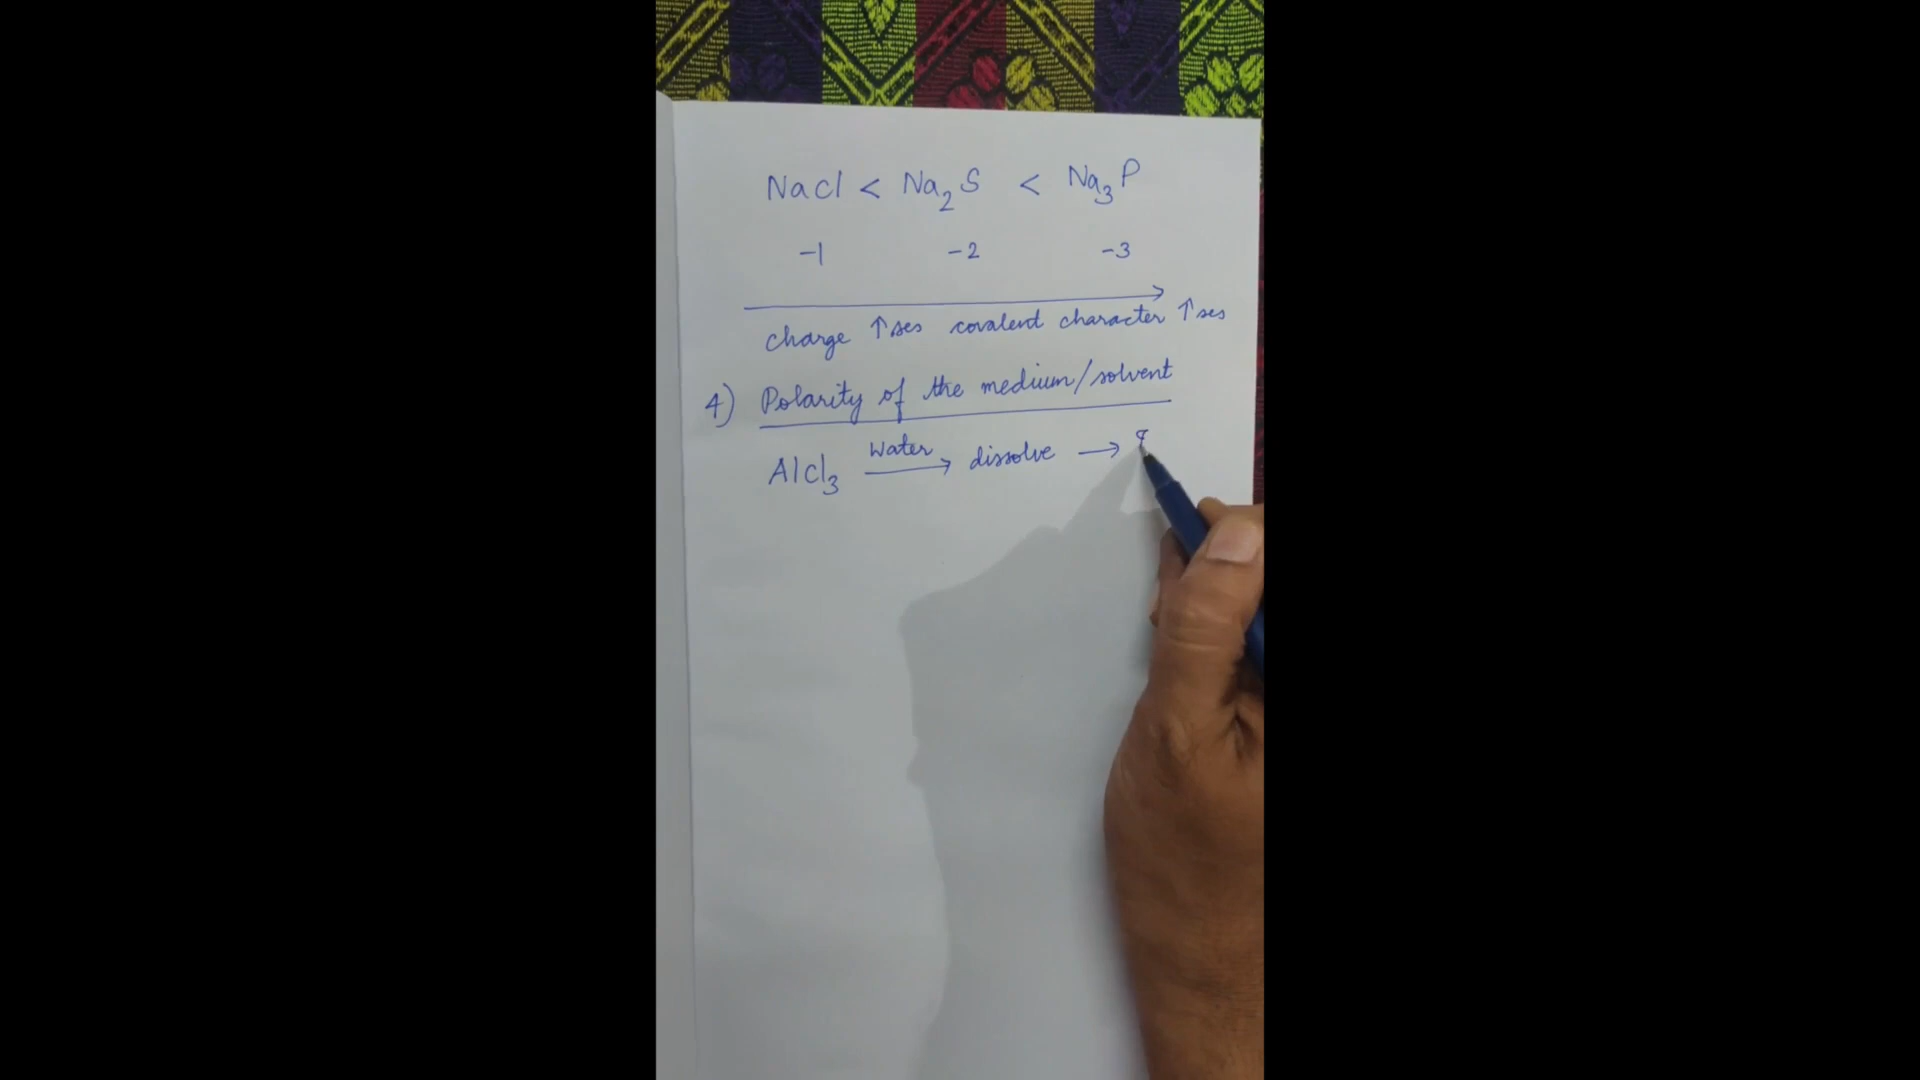 NaCl < Na₂S < Na₃P
-1 -2 -3
charge ↑ses covalent character ↑ses
4) Polarity of the medium/solvent
AlCl₃ water → dissolve →